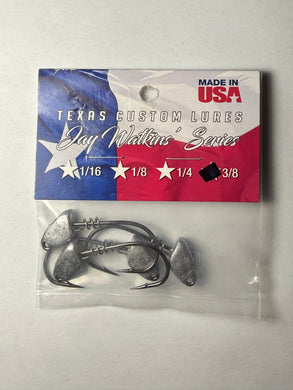 MADE IN
USA
TEXAS CUSTOM LURES
Jay Watkins' Series
1/16 1/8 1/4 3/8